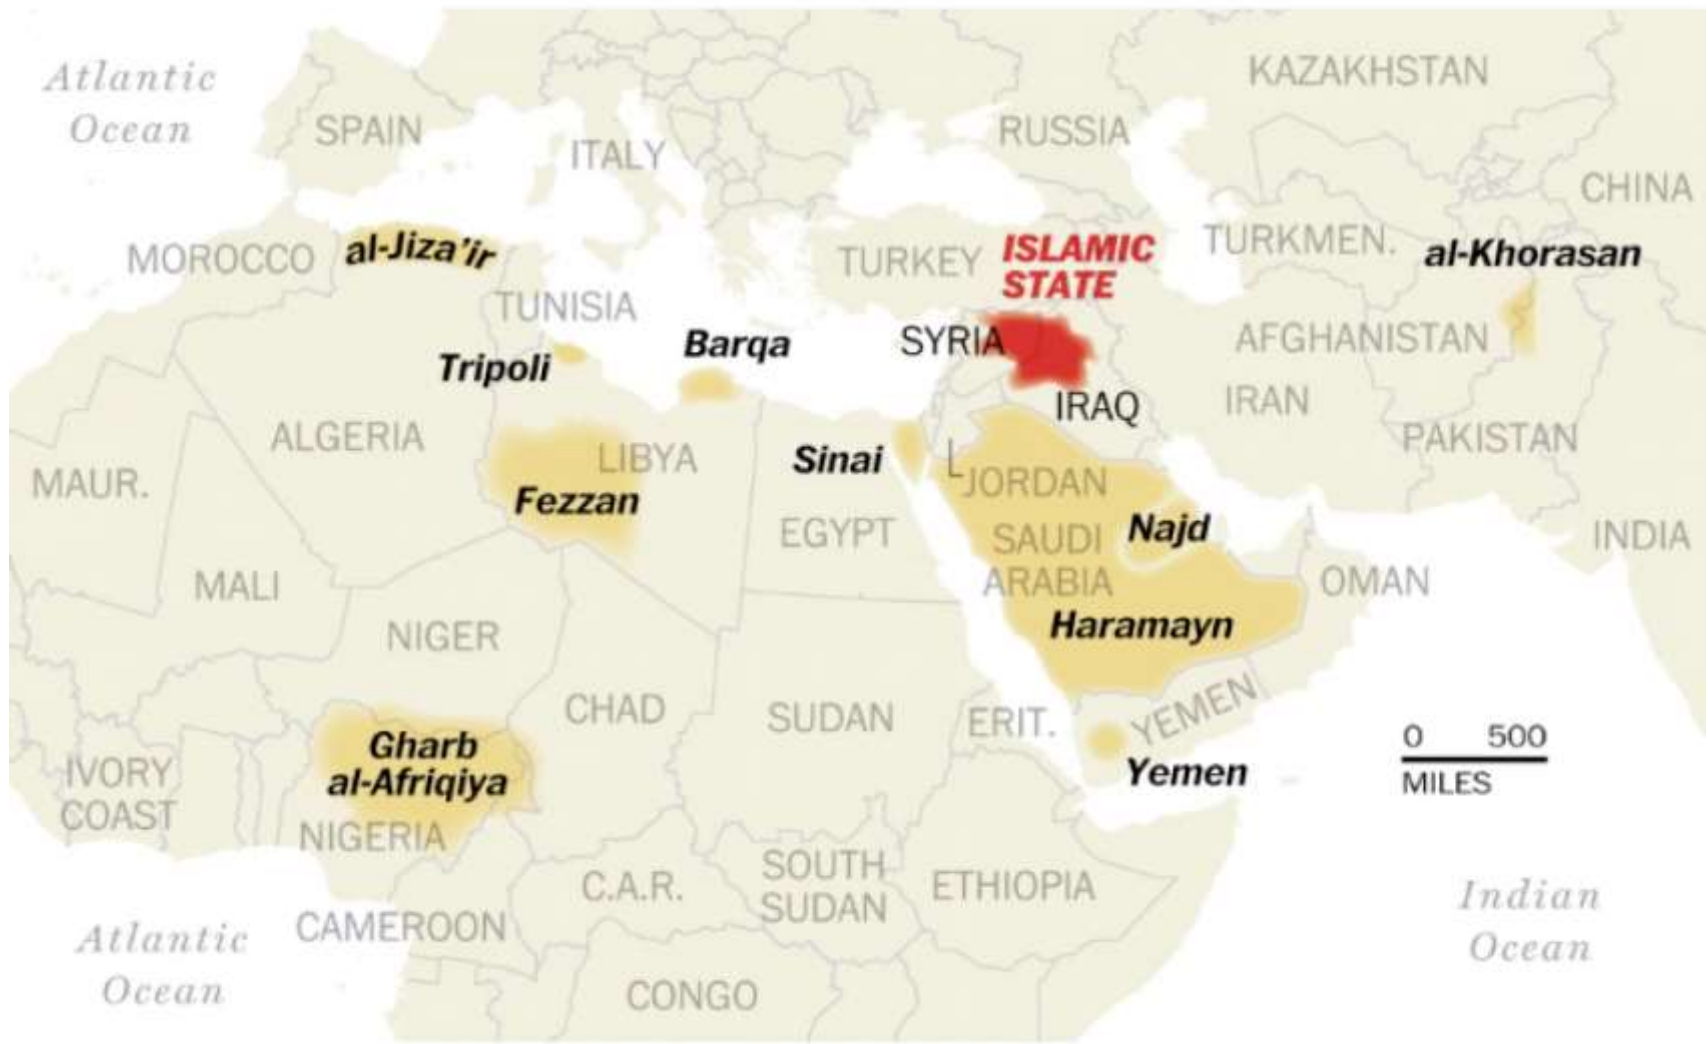 Atlantic
Ocean
SPAIN
ITALY
RUSSIA
KAZAKHSTAN
CHINA
MOROCCO
al-Jiza'ir
TUNISIA
TURKEY
ISLAMIC
STATE
TURKMEN.
al-Khorasan
Tripoli
Barqa
SYRIA
IRAQ
AFGHANISTAN
IRAN
PAKISTAN
INDIA
MAUR.
ALGERIA
LIBYA
Fezzan
Sinai
EGYPT
JORDAN
SAUDI
ARABIA
Najd
Haramayn
OMAN
MALI
NIGER
CHAD
SUDAN
ERIT.
YEMEN
Yemen
0 500
MILES
IVORY
COAST
Gharb
al-Afriqiya
NIGERIA
CAMEROON
C.A.R.
SOUTH
SUDAN
ETHIOPIA
CONGO
Atlantic
Ocean
Indian
Ocean